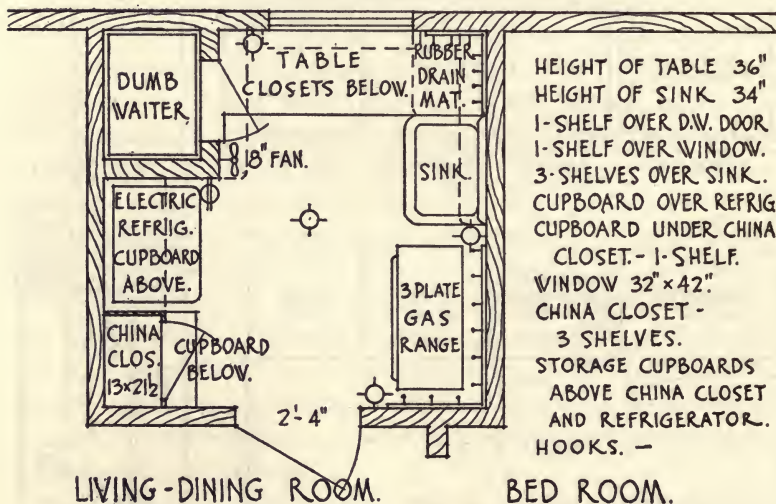 DUMB
WAITER
TABLE
CLOSETS BELOW.
RUBBER
DRAIN
MAT.
18" FAN.
SINK.
ELECTRIC
REFRIG.
CUPBOARD
ABOVE.
3 PLATE
GAS
RANGE
CHINA
CLOS.
13×21½
CUPBOARD
BELOW.
2'-4"
HEIGHT OF TABLE 36"
HEIGHT OF SINK 34"
1-SHELF OVER D.W. DOOR
1-SHELF OVER WINDOW.
3-SHELVES OVER SINK.
CUPBOARD OVER REFRIG
CUPBOARD UNDER CHINA
CLOSET.- 1-SHELF.
WINDOW 32"×42".
CHINA CLOSET -
3 SHELVES.
STORAGE CUPBOARDS
ABOVE CHINA CLOSET
AND REFRIGERATOR.
HOOKS. —
LIVING-DINING ROOM.
BED ROOM.